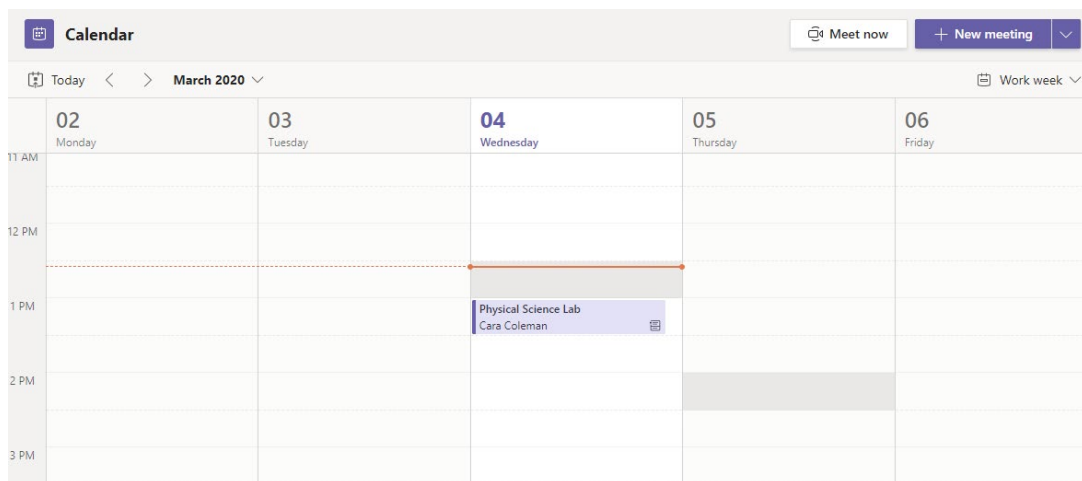 Calendar
Meet now
+ New meeting
Today
March 2020
Work week
02
03
04
05
06
Monday
Tuesday
Wednesday
Thursday
Friday
11 AM
12 PM
1 PM
Physical Science Lab
Cara Coleman
2 PM
3 PM